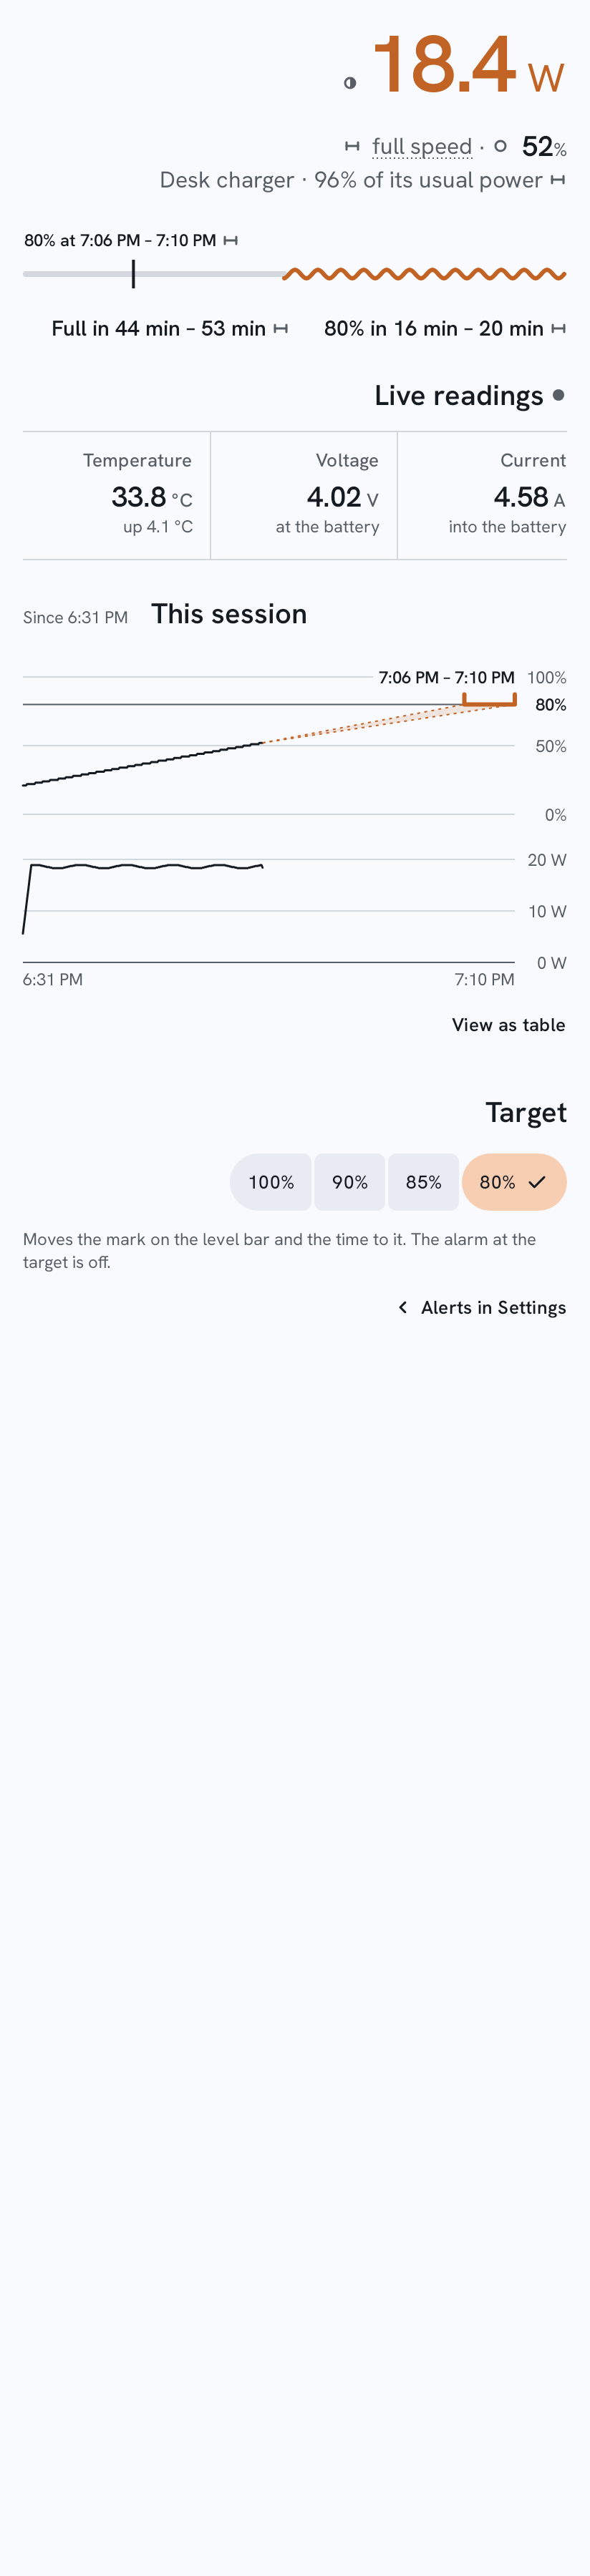 18.4 W
full speed · 52%
Desk charger · 96% of its usual power
80% at 7:06 PM – 7:10 PM
Full in 44 min – 53 min 80% in 16 min – 20 min
Live readings
Temperature Voltage Current
33.8 °C 4.02 V 4.58 A
up 4.1 °C at the battery into the battery
Since 6:31 PM This session
7:06 PM – 7:10 PM 100%
80%
50%
0%
20 W
10 W
0 W
6:31 PM 7:10 PM
View as table
Target
100% 90% 85% 80%
Moves the mark on the level bar and the time to it. The alarm at the
target is off.
Alerts in Settings